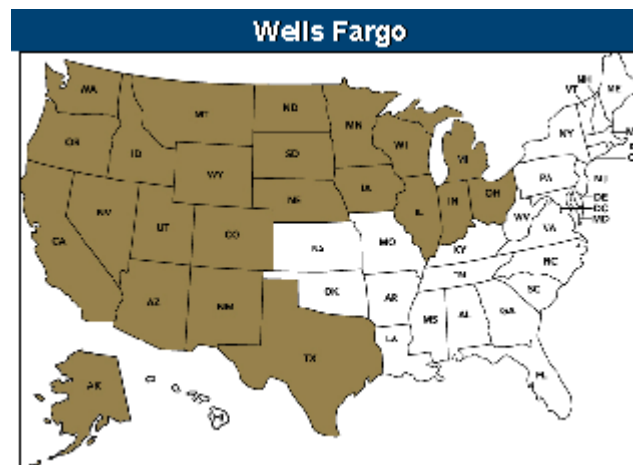 Wells Fargo
WA
MT
ND
MN
VT
NH
ME
OR
ID
WY
SD
WI
MI
NY
NV
UT
CO
NE
IA
IL
IN
OH
PA
NJ
DE
DC
MD
CA
KS
MO
KY
WV
VA
AZ
NM
OK
AR
TN
NC
SC
TX
LA
MS
AL
GA
FL
AK
HI